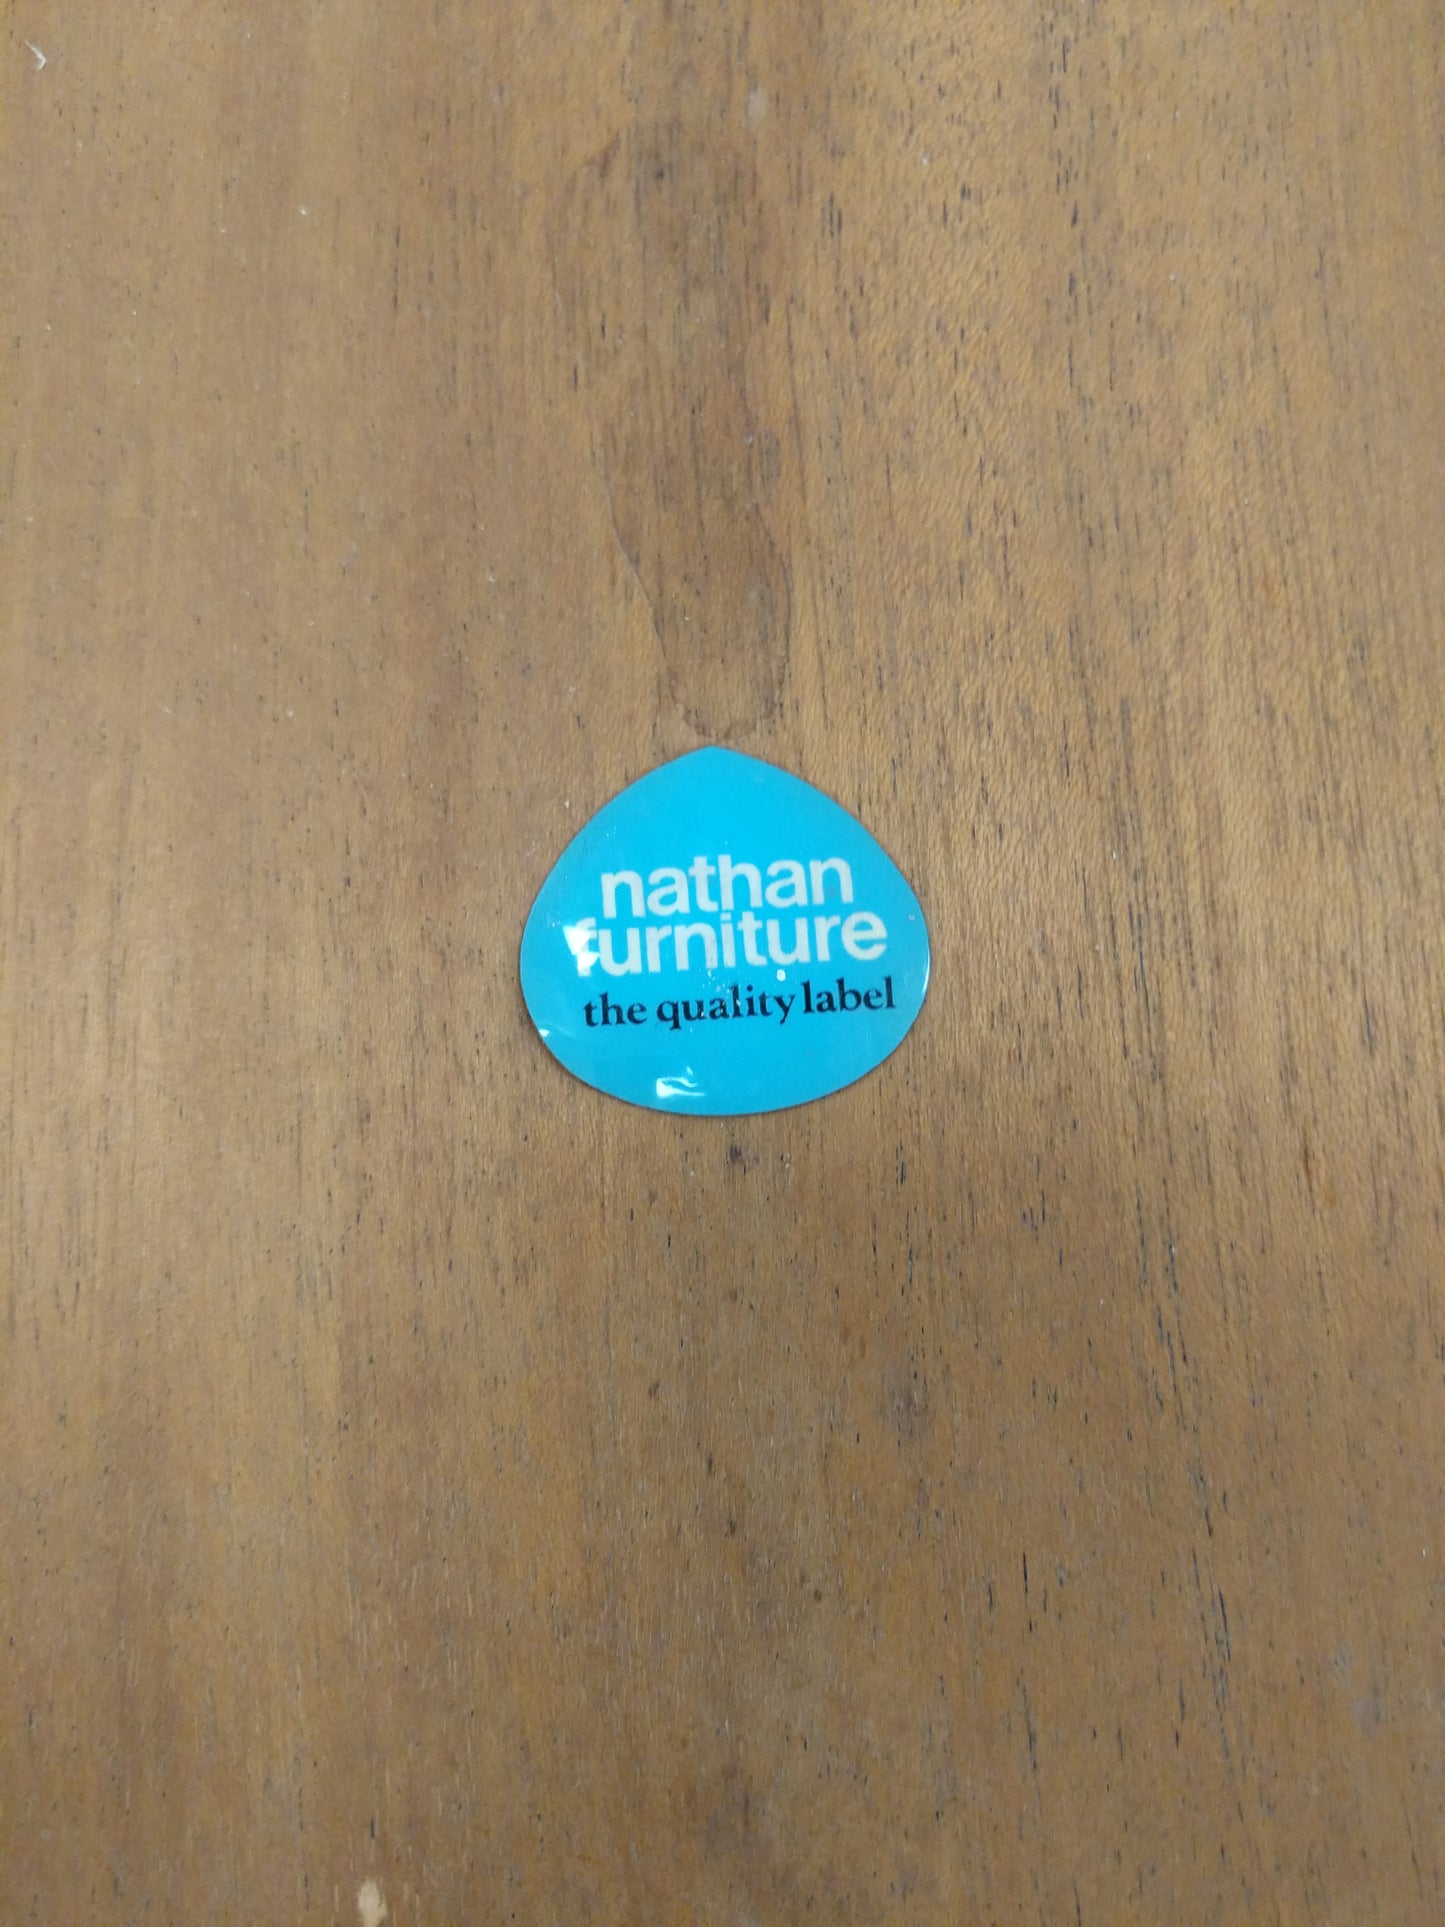 nathan
furniture
the quality label